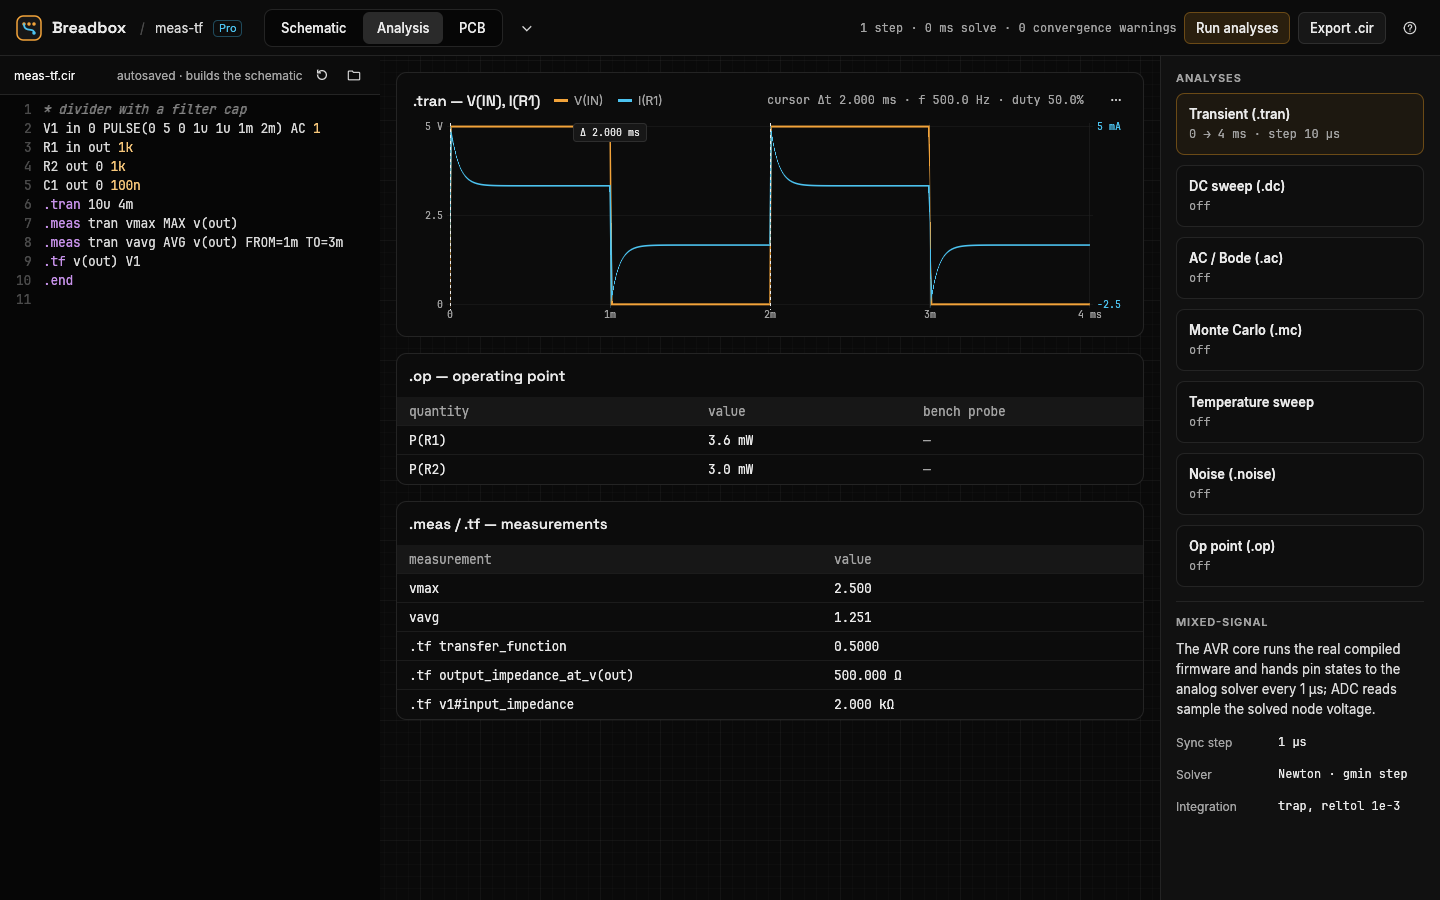 Breadbox / meas-tf Pro Schematic Analysis PCB 1 step · 0 ms solve · 0 convergence warnings Run analyses Export .cir
meas-tf.cir autosaved · builds the schematic
1 * divider with a filter cap
2 V1 in 0 PULSE(0 5 0 1u 1u 1m 2m) AC 1
3 R1 in out 1k
4 R2 out 0 1k
5 C1 out 0 100n
6 .tran 10u 4m
7 .meas tran vmax MAX v(out)
8 .meas tran vavg AVG v(out) FROM=1m TO=3m
9 .tf v(out) V1
10 .end
11
.tran — V(IN), I(R1) V(IN) I(R1) cursor Δt 2.000 ms · f 500.0 Hz · duty 50.0% ···
5 V Δ 2.000 ms 5 mA
2.5
0 -2.5
0 1m 2m 3m 4 ms
.op — operating point
quantity value bench probe
P(R1) 3.6 mW —
P(R2) 3.0 mW —
.meas / .tf — measurements
measurement value
vmax 2.500
vavg 1.251
.tf transfer_function 0.5000
.tf output_impedance_at_v(out) 500.000 Ω
.tf v1#input_impedance 2.000 kΩ
ANALYSES
Transient (.tran)
0 → 4 ms · step 10 µs
DC sweep (.dc)
off
AC / Bode (.ac)
off
Monte Carlo (.mc)
off
Temperature sweep
off
Noise (.noise)
off
Op point (.op)
off
MIXED-SIGNAL
The AVR core runs the real compiled
firmware and hands pin states to the
analog solver every 1 µs; ADC reads
sample the solved node voltage.
Sync step 1 µs
Solver Newton · gmin step
Integration trap, reltol 1e-3